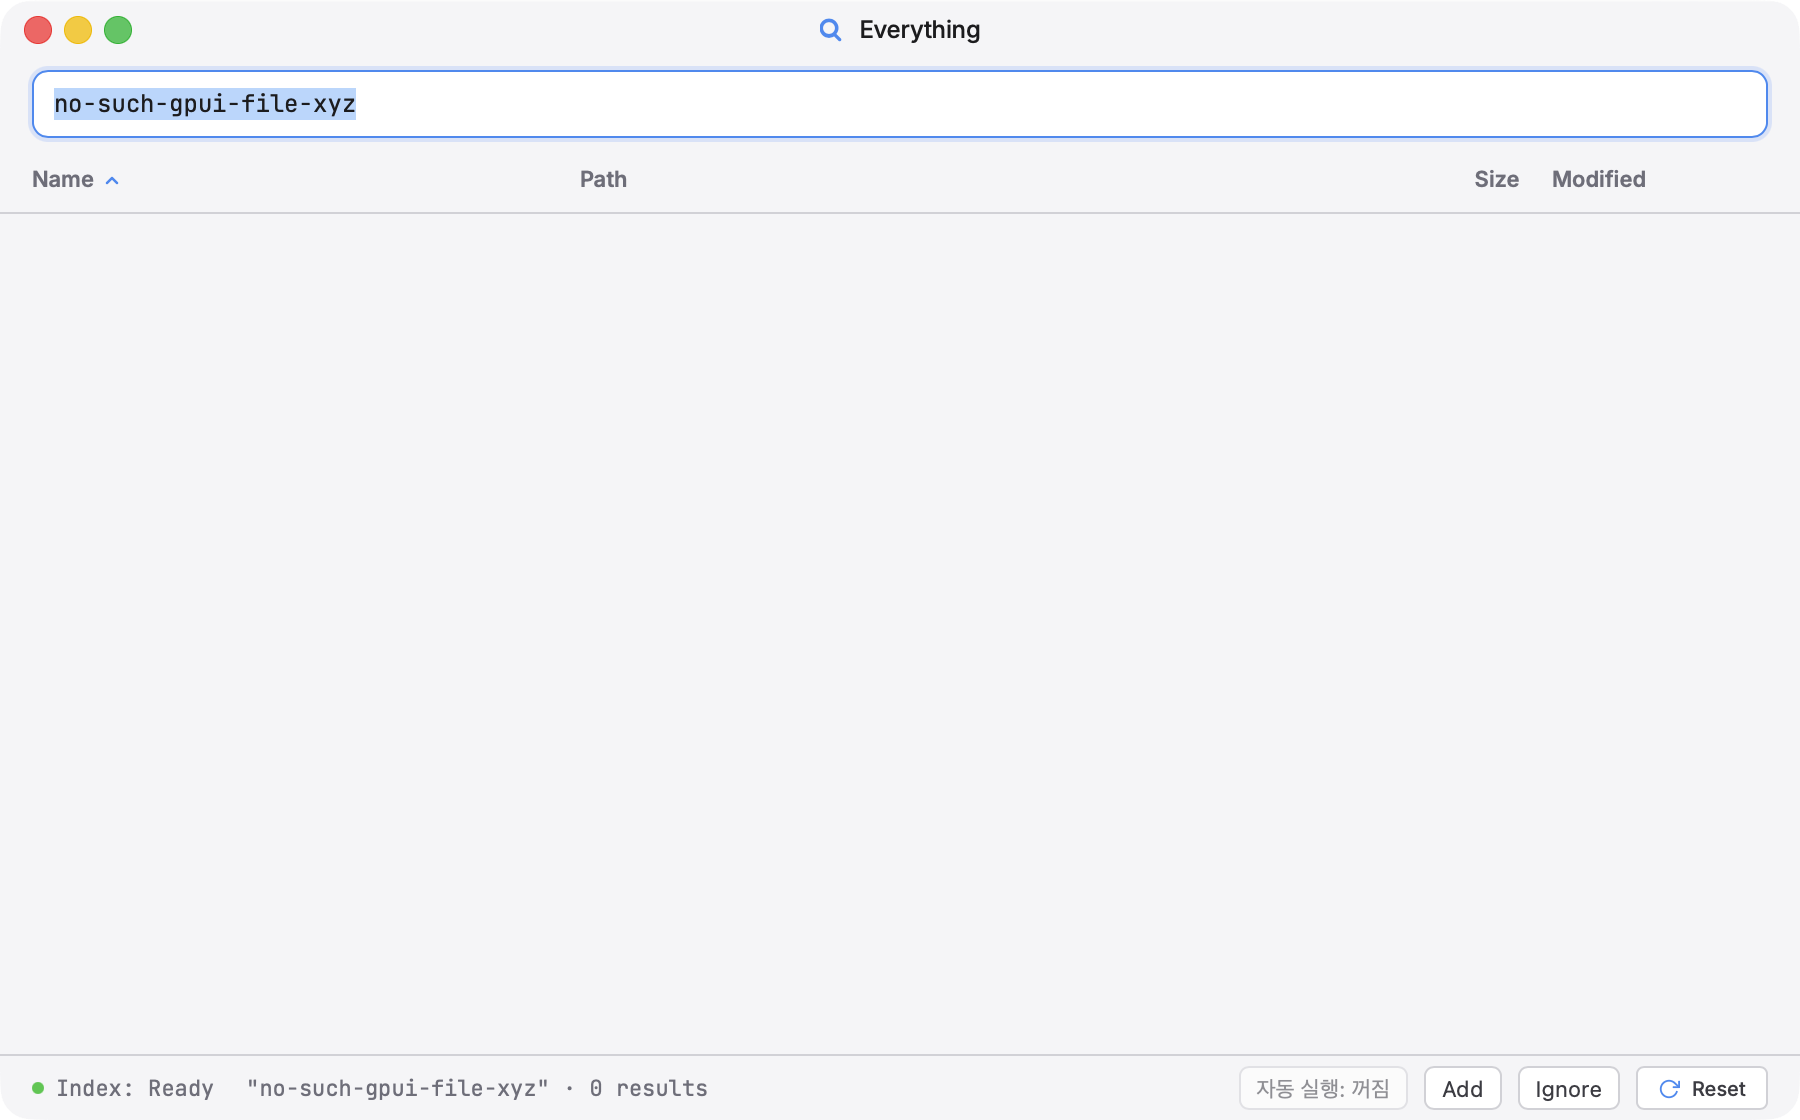 Everything
no-such-gpui-file-xyz
Name Path Size Modified
Index: Ready "no-such-gpui-file-xyz" · 0 results 자동 실행: 꺼짐 Add Ignore Reset